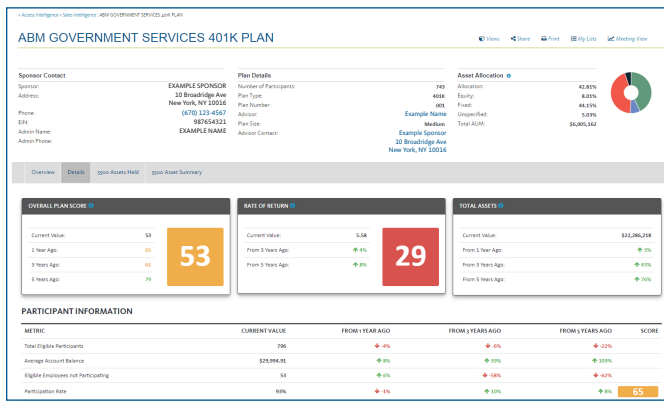 « Access Intelligence « Sales Intelligence : ABM GOVERNMENT SERVICES 401K PLAN
ABM GOVERNMENT SERVICES 401K PLAN
Views Share Print My Lists Meeting View
Sponsor Contact
Sponsor: EXAMPLE SPONSOR
Address: 10 Broadridge Ave
New York, NY 10016
Phone: (670) 123-4567
EIN: 987654321
Admin Name: EXAMPLE NAME
Admin Phone:
Plan Details
Number of Participants: 743
Plan Type: 401K
Plan Number: 001
Advisor: Example Name
Plan Size: Medium
Advisor Contact: Example Sponsor
10 Broadridge Ave
New York, NY 10016
Asset Allocation
Allocation: 42.81%
Equity: 8.01%
Fixed: 44.15%
Unspecified: 5.03%
Total AUM: $6,005,162
Overview Details 5500 Assets Held 5500 Asset Summary
OVERALL PLAN SCORE
Current Value: 53
1 Year Ago: 65
3 Years Ago: 61
5 Years Ago: 79
53
RATE OF RETURN
Current Value: 5.58
From 3 Years Ago: 4%
From 5 Years Ago: 8%
29
TOTAL ASSETS
Current Value: $22,286,218
From 1 Year Ago: 3%
From 3 Years Ago: 43%
From 5 Years Ago: 76%
PARTICIPANT INFORMATION
METRIC CURRENT VALUE FROM 1 YEAR AGO FROM 3 YEARS AGO FROM 5 YEARS AGO SCORE
Total Eligible Participants 796 -4% -6% -22%
Average Account Balance $29,994.91 8% 39% 109%
Eligible Employees not Participating 53 6% -58% -62%
Participation Rate 93% -1% 10% 8% 65